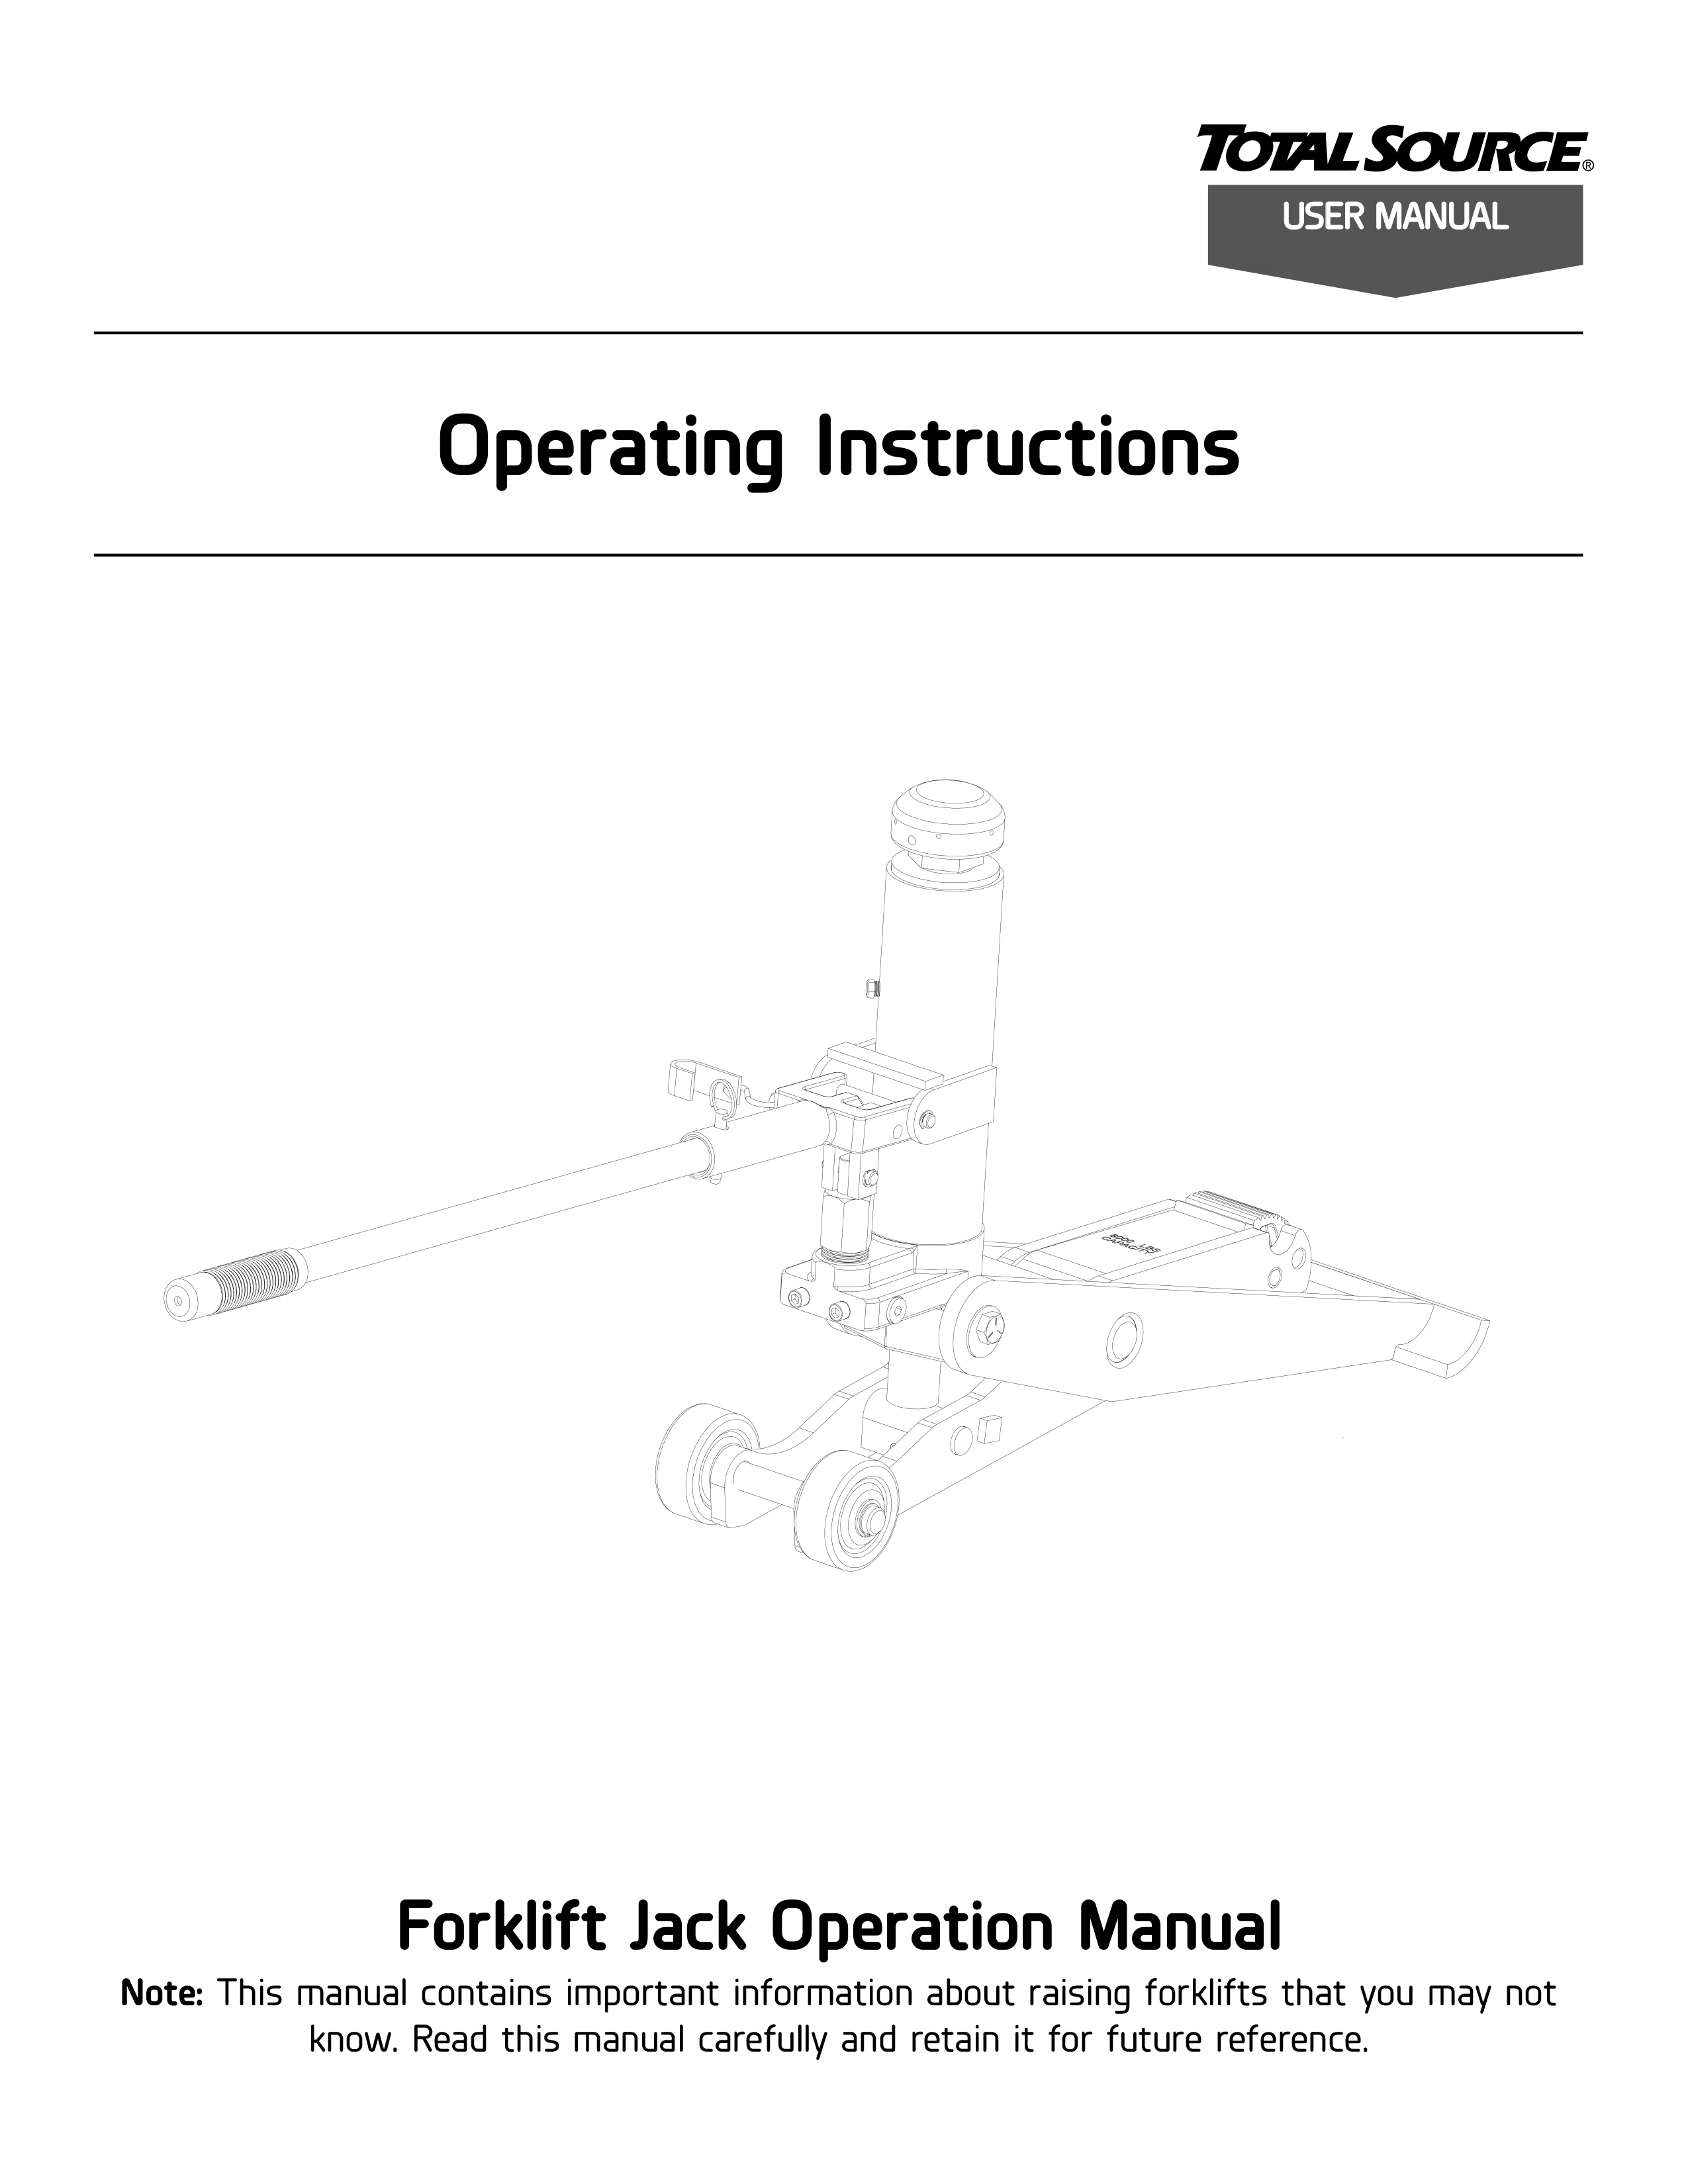 TOTAL SOURCE®
USER MANUAL
Operating Instructions
8000 LBS
CAPACITY
Forklift Jack Operation Manual
Note: This manual contains important information about raising forklifts that you may not
know. Read this manual carefully and retain it for future reference.